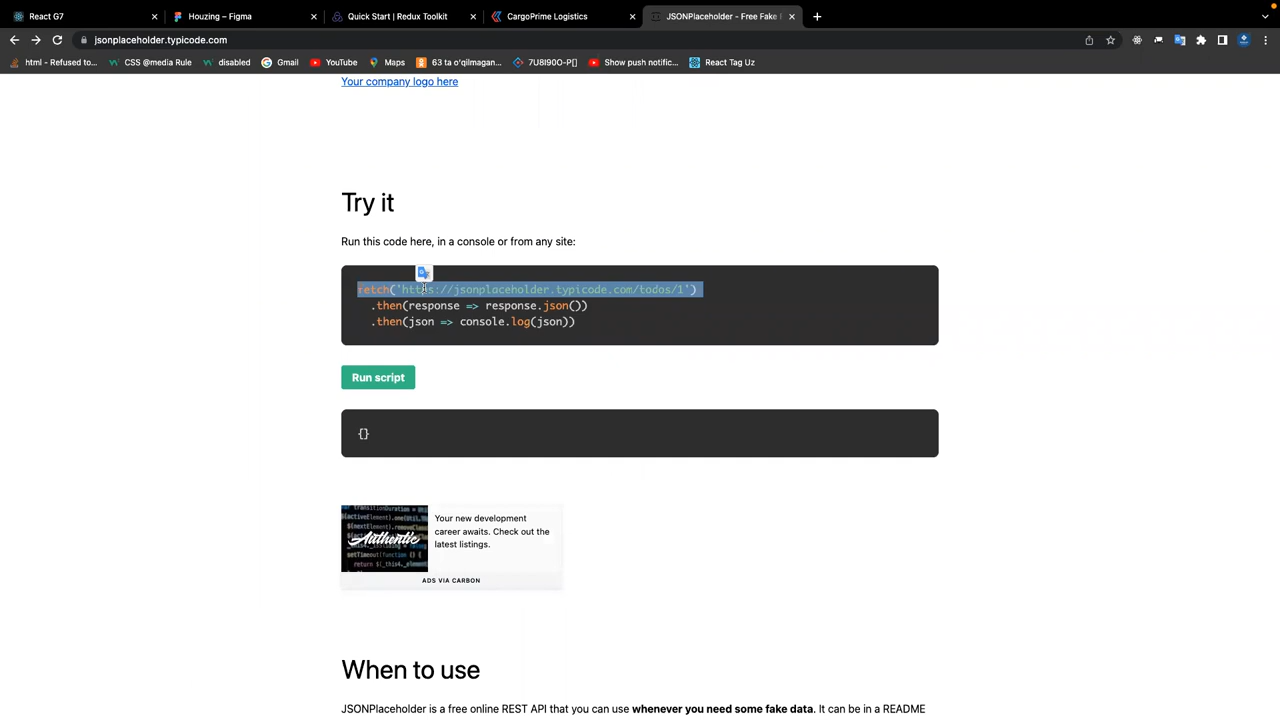 React G7
Houzing – Figma
Quick Start | Redux Toolkit
CargoPrime Logistics
JSONPlaceholder - Free Fake
jsonplaceholder.typicode.com
html - Refused to...
CSS @media Rule
disabled
Gmail
YouTube
Maps
63 ta o'qilmagan...
7U8I90O-P[]
Show push notific...
React Tag Uz
Your company logo here
Try it
Run this code here, in a console or from any site:
fetch('https://jsonplaceholder.typicode.com/todos/1')
.then(response => response.json())
.then(json => console.log(json))
Run script
{}
Authentic
Your new development
career awaits. Check out the
latest listings.
ADS VIA CARBON
When to use
JSONPlaceholder is a free online REST API that you can use whenever you need some fake data. It can be in a README